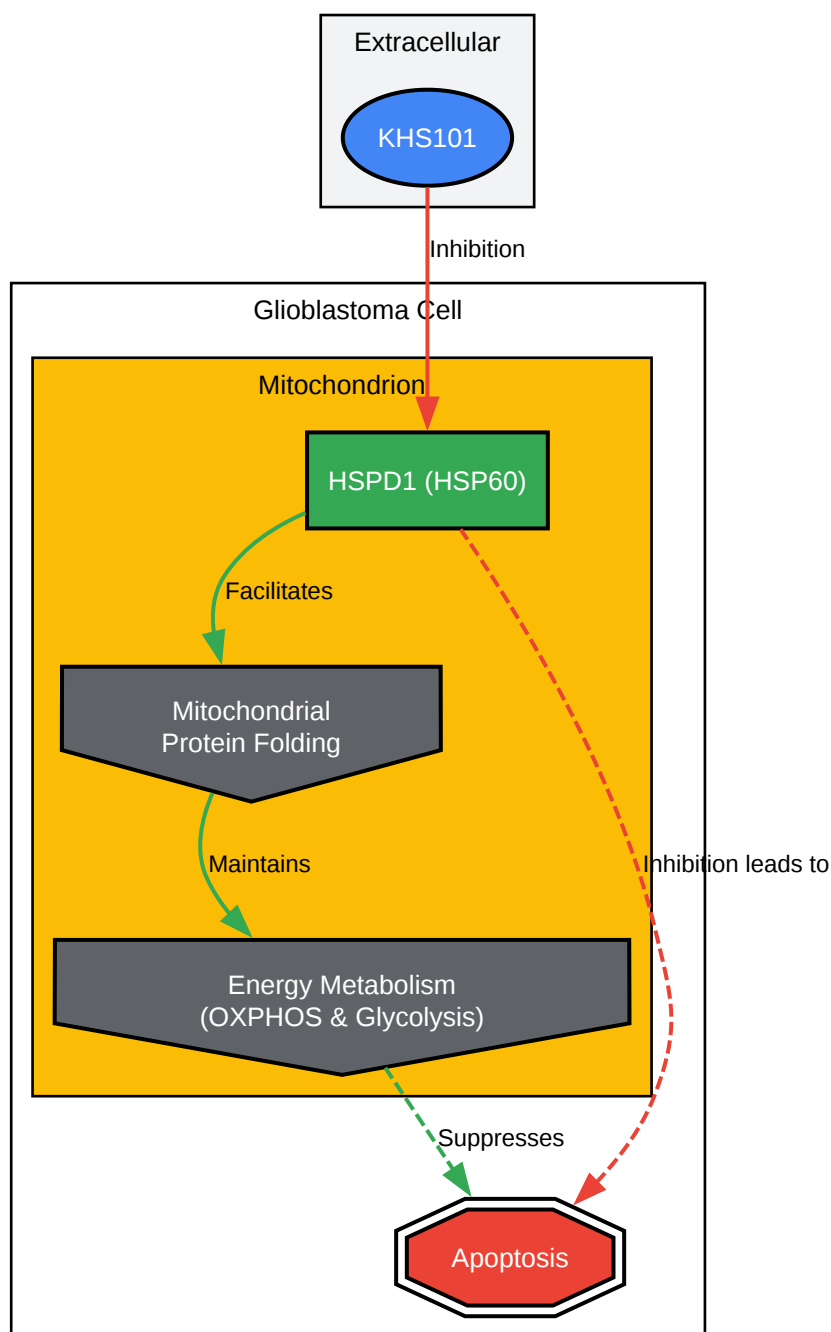 Extracellular
KHS101
Inhibition
Glioblastoma Cell
Mitochondrion
HSPD1 (HSP60)
Facilitates
Mitochondrial
Protein Folding
Maintains
Inhibition leads to
Energy Metabolism
(OXPHOS & Glycolysis)
Suppresses
Apoptosis